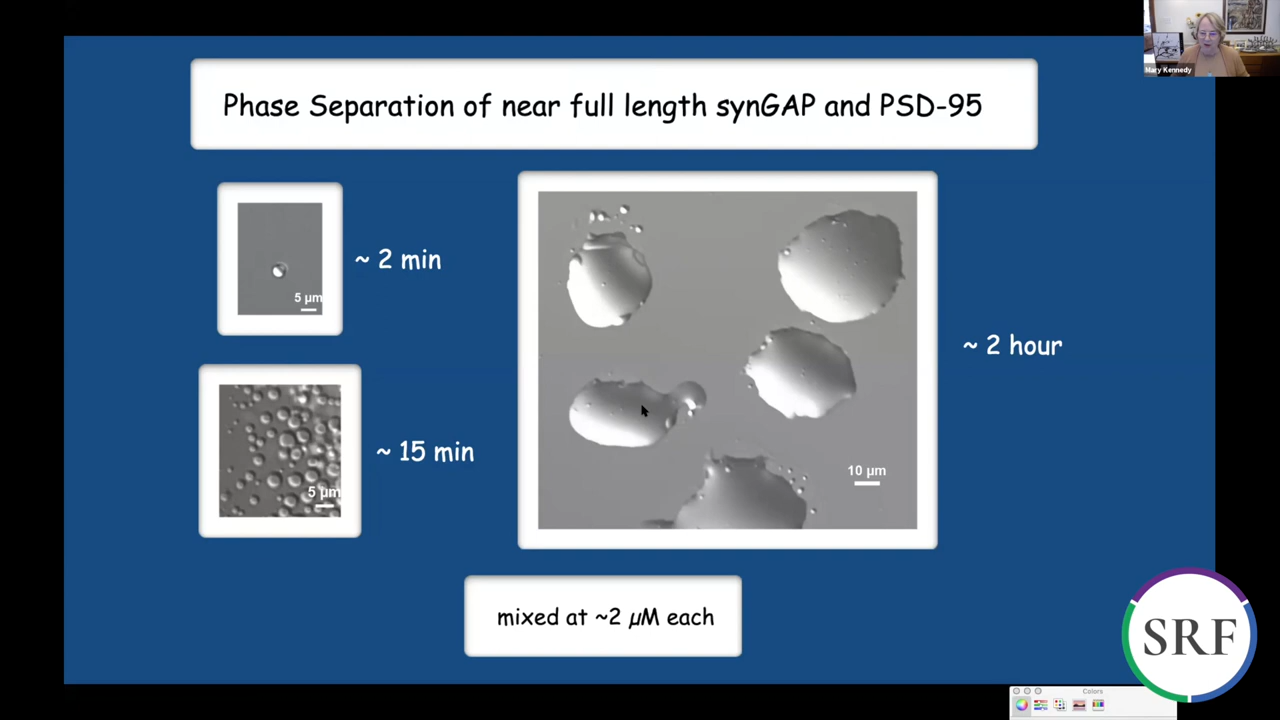 Mary Kennedy
Phase Separation of near full length synGAP and PSD-95
5 µm
~ 2 min
5 µm
~ 15 min
10 µm
~ 2 hour
mixed at ~2 µM each
SRF
Colors